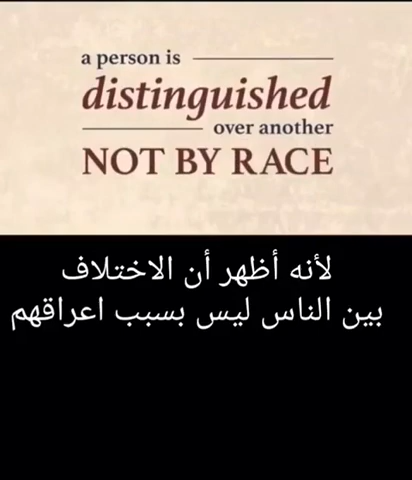 a person is
distinguished
over another
NOT BY RACE
لأنه أظهر أن الاختلاف
بين الناس ليس بسبب اعراقهم